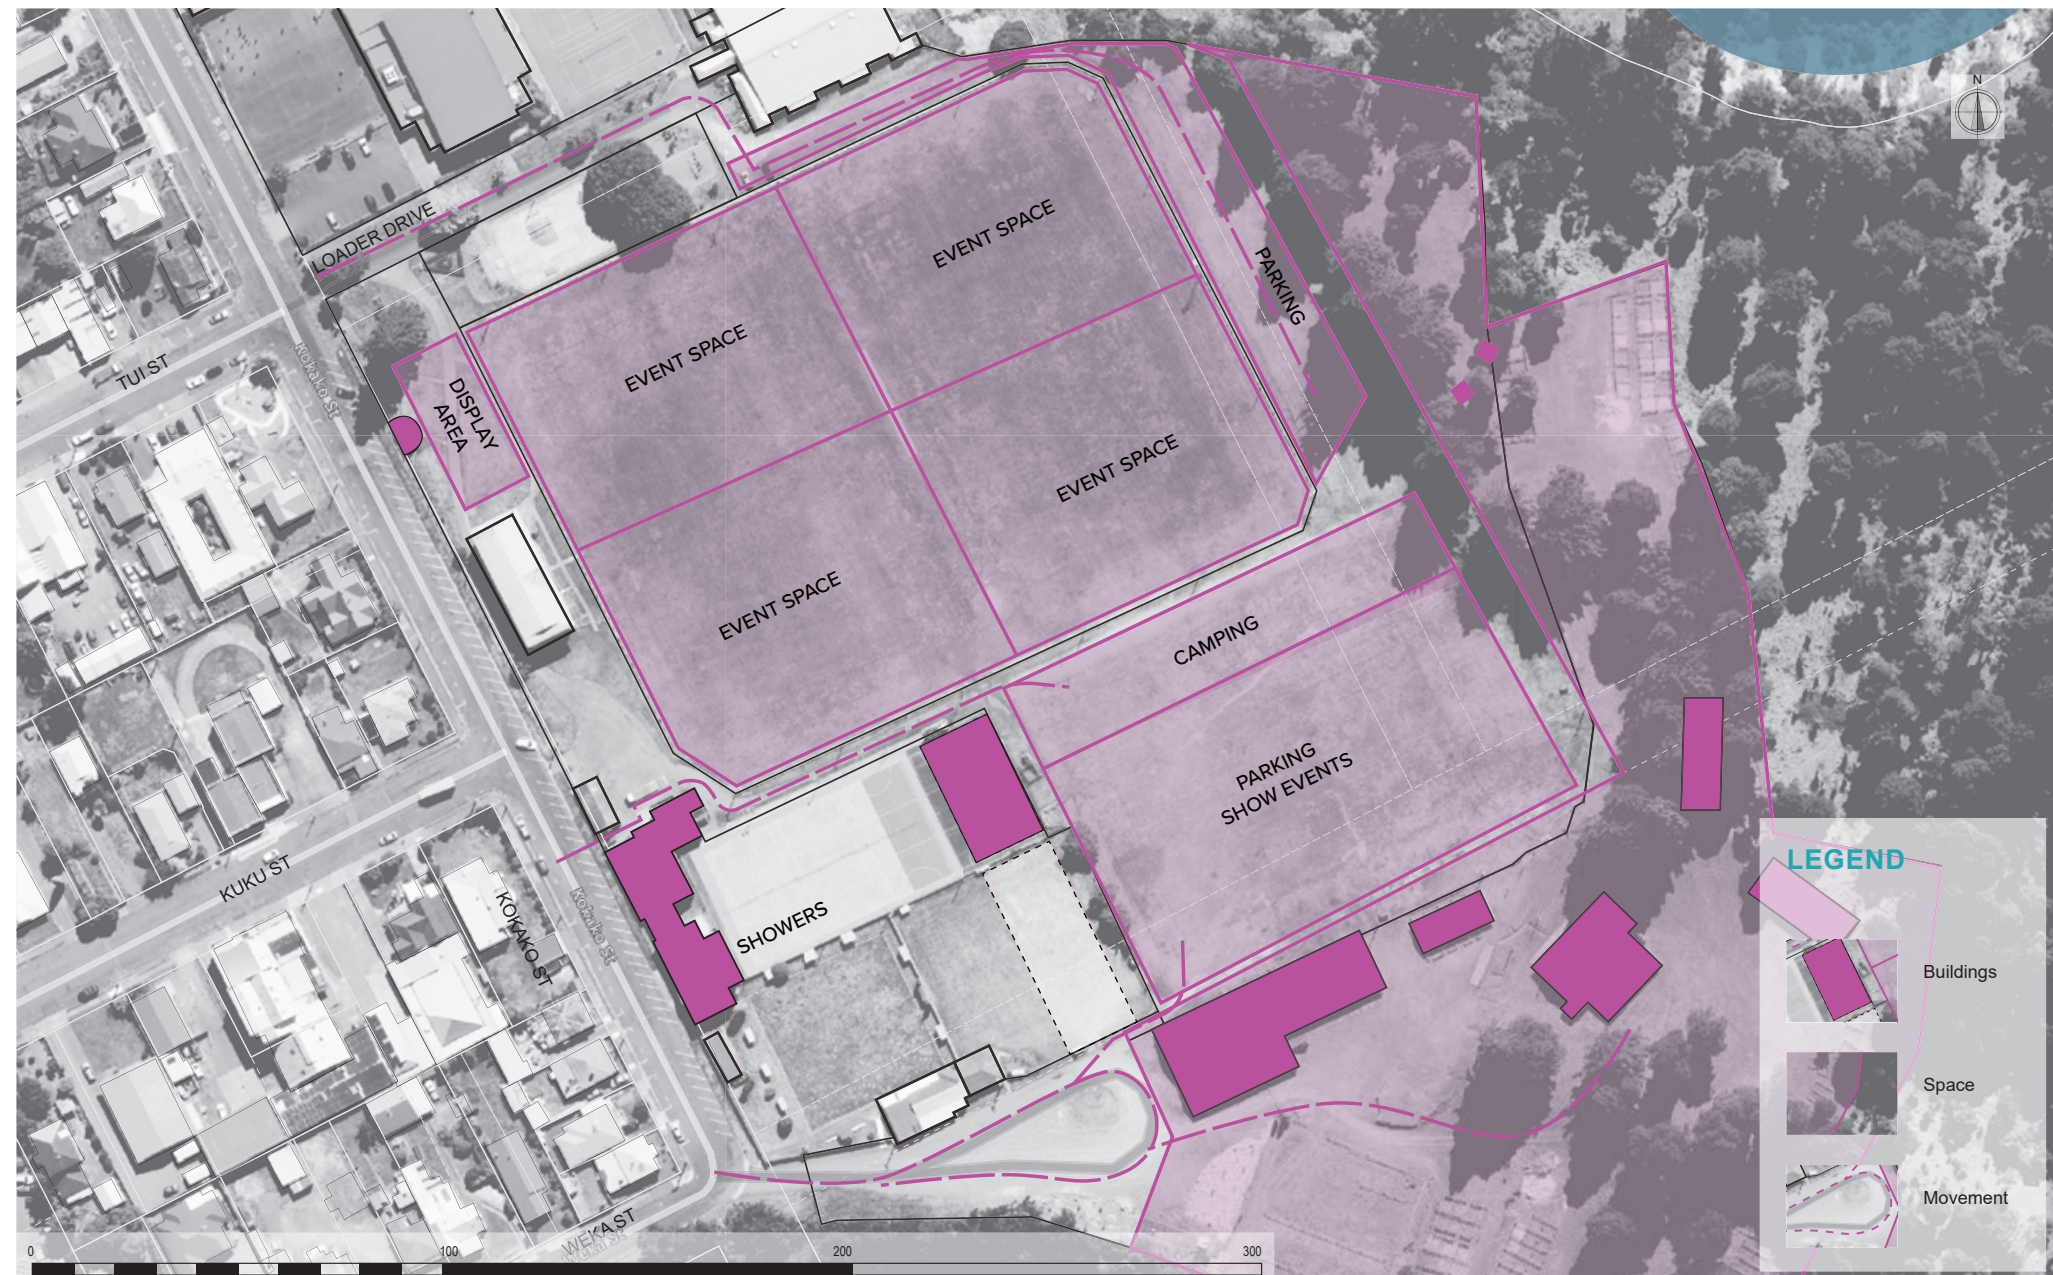 N
LOADER DRIVE
TUI ST
Kokako St
DISPLAY
AREA
EVENT SPACE
EVENT SPACE
PARKING
EVENT SPACE
EVENT SPACE
CAMPING
PARKING
SHOW EVENTS
SHOWERS
KUKU ST
KOKAKO ST
Kokako St
WEKA ST
LEGEND
Buildings
Space
Movement
0
100
200
300